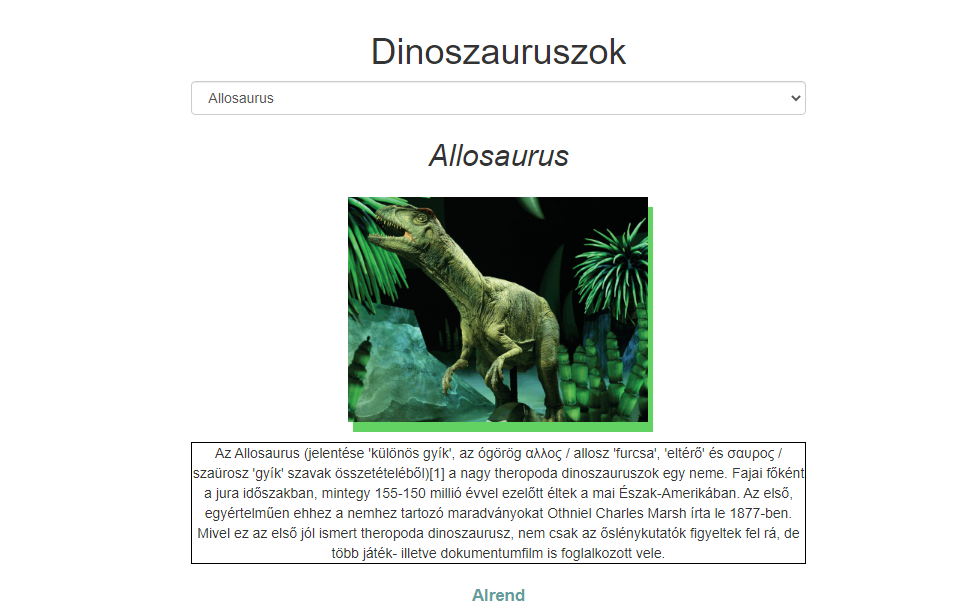 Dinoszauruszok
Allosaurus
Allosaurus
Az Allosaurus (jelentése 'különös gyík', az ógörög αλλος / allosz 'furcsa', 'eltérő' és σαυρος /
szaürosz 'gyík' szavak összetételéből)[1] a nagy theropoda dinoszauruszok egy neme. Fajai főként
a jura időszakban, mintegy 155-150 millió évvel ezelőtt éltek a mai Észak-Amerikában. Az első,
egyértelműen ehhez a nemhez tartozó maradványokat Othniel Charles Marsh írta le 1877-ben.
Mivel ez az első jól ismert theropoda dinoszaurusz, nem csak az őslénykutatók figyeltek fel rá, de
több játék- illetve dokumentumfilm is foglalkozott vele.
Alrend